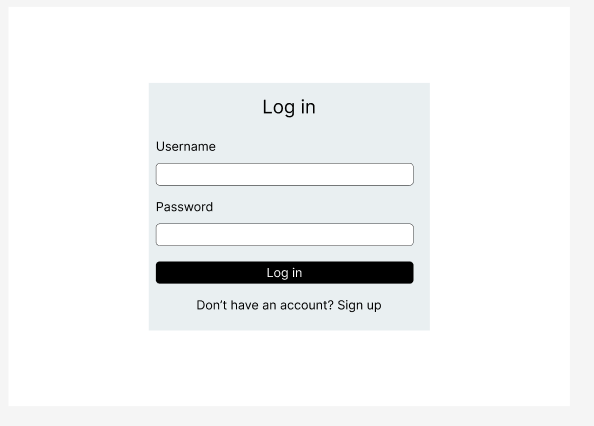 Log in
Username
Password
Log in
Don’t have an account? Sign up